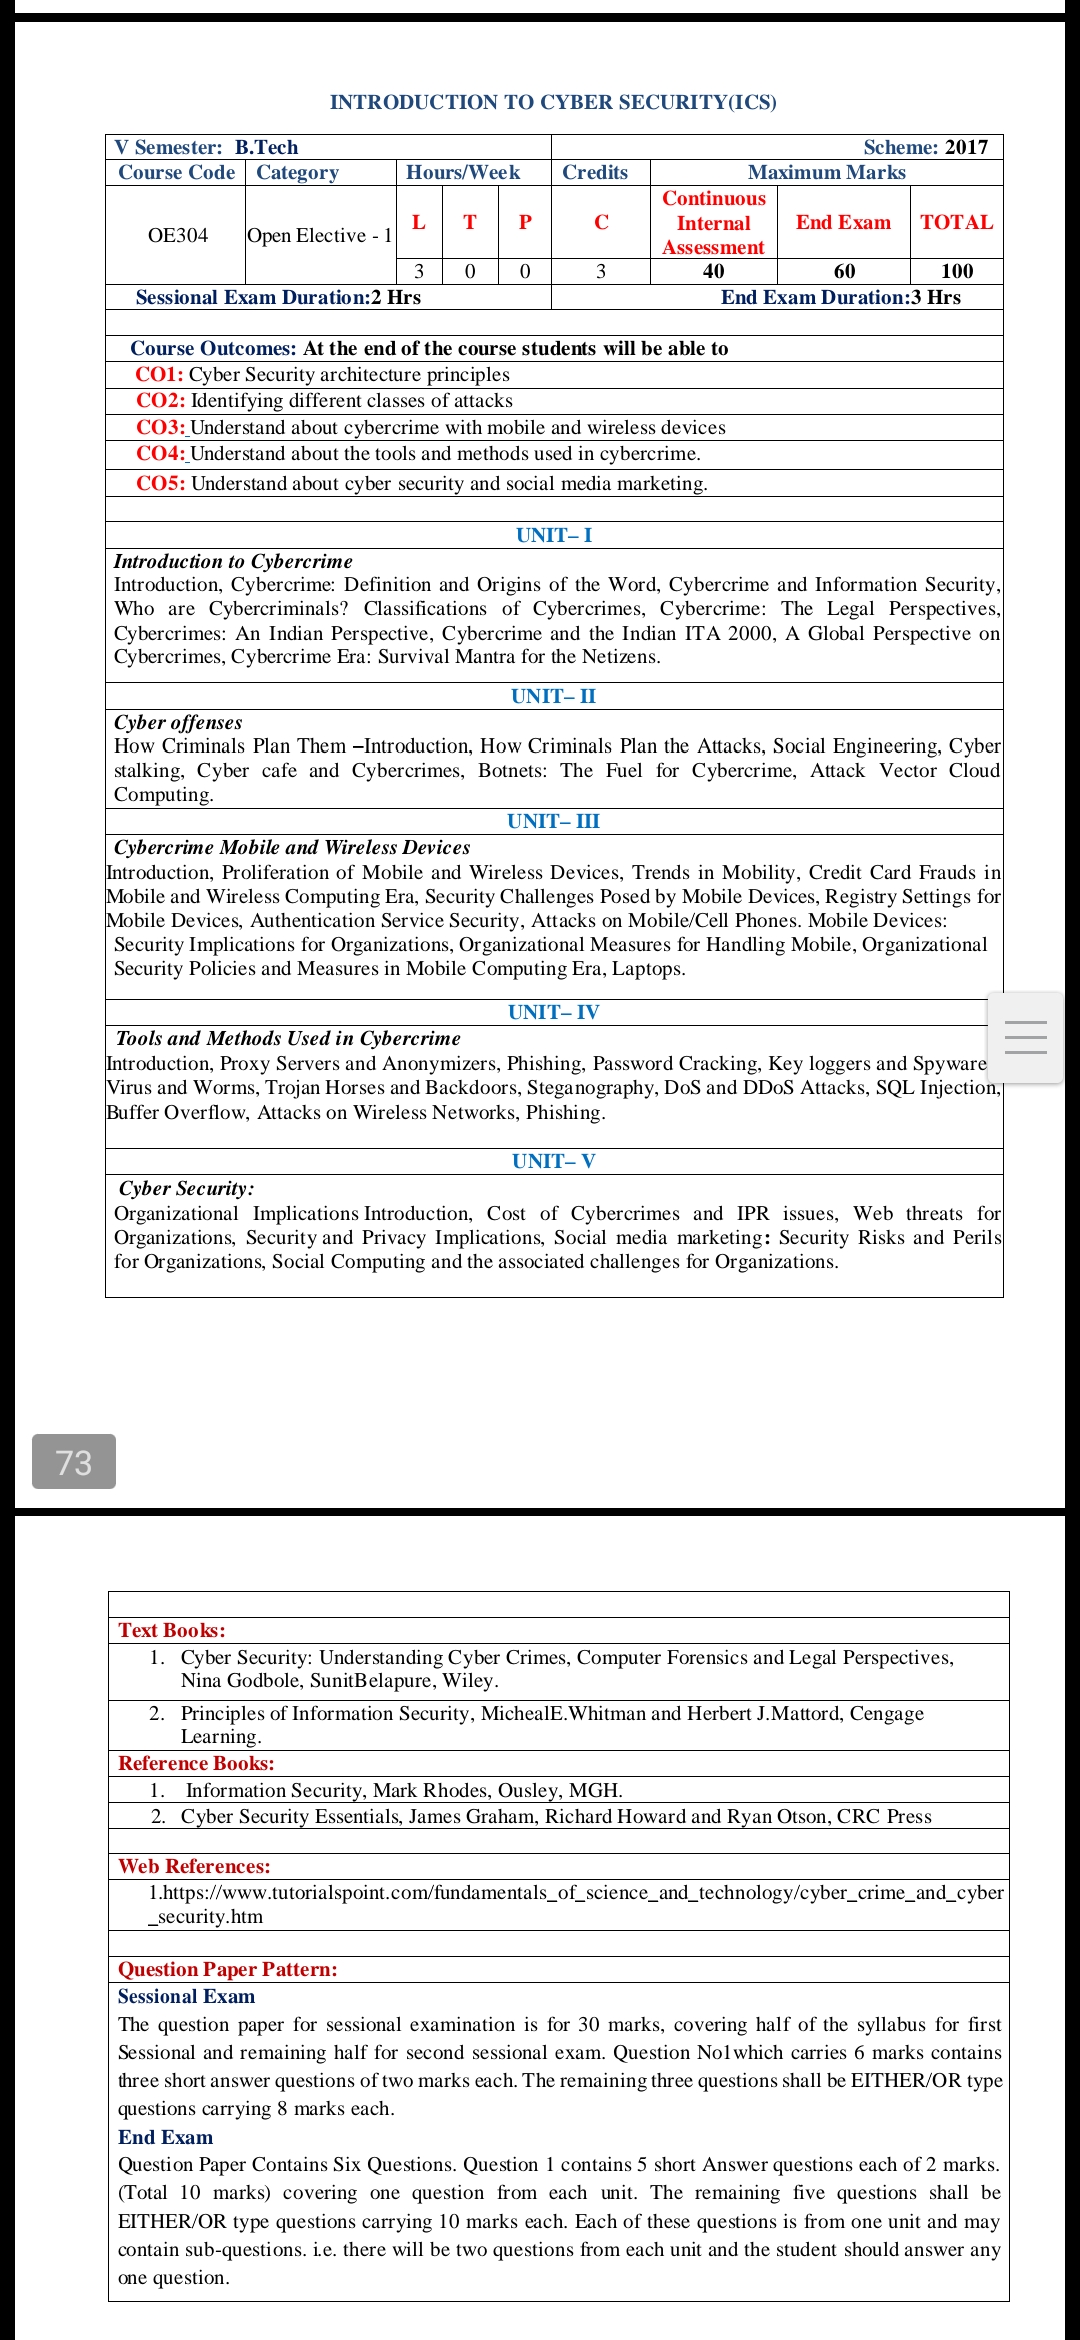 INTRODUCTION TO CYBER SECURITY(ICS)
V Semester: B.Tech Scheme: 2017
Course Code Category Hours/Week Credits Maximum Marks
OE304 Open Elective - 1 L T P C Continuous Internal Assessment End Exam TOTAL
3 0 0 3 40 60 100
Sessional Exam Duration:2 Hrs End Exam Duration:3 Hrs
Course Outcomes: At the end of the course students will be able to
CO1: Cyber Security architecture principles
CO2: Identifying different classes of attacks
CO3: Understand about cybercrime with mobile and wireless devices
CO4: Understand about the tools and methods used in cybercrime.
CO5: Understand about cyber security and social media marketing.
UNIT– I
Introduction to Cybercrime
Introduction, Cybercrime: Definition and Origins of the Word, Cybercrime and Information Security,
Who are Cybercriminals? Classifications of Cybercrimes, Cybercrime: The Legal Perspectives,
Cybercrimes: An Indian Perspective, Cybercrime and the Indian ITA 2000, A Global Perspective on
Cybercrimes, Cybercrime Era: Survival Mantra for the Netizens.
UNIT– II
Cyber offenses
How Criminals Plan Them –Introduction, How Criminals Plan the Attacks, Social Engineering, Cyber
stalking, Cyber cafe and Cybercrimes, Botnets: The Fuel for Cybercrime, Attack Vector Cloud
Computing.
UNIT– III
Cybercrime Mobile and Wireless Devices
Introduction, Proliferation of Mobile and Wireless Devices, Trends in Mobility, Credit Card Frauds in
Mobile and Wireless Computing Era, Security Challenges Posed by Mobile Devices, Registry Settings for
Mobile Devices, Authentication Service Security, Attacks on Mobile/Cell Phones. Mobile Devices:
Security Implications for Organizations, Organizational Measures for Handling Mobile, Organizational
Security Policies and Measures in Mobile Computing Era, Laptops.
UNIT– IV
Tools and Methods Used in Cybercrime
Introduction, Proxy Servers and Anonymizers, Phishing, Password Cracking, Key loggers and Spyware
Virus and Worms, Trojan Horses and Backdoors, Steganography, DoS and DDoS Attacks, SQL Injection,
Buffer Overflow, Attacks on Wireless Networks, Phishing.
UNIT– V
Cyber Security:
Organizational Implications Introduction, Cost of Cybercrimes and IPR issues, Web threats for
Organizations, Security and Privacy Implications, Social media marketing: Security Risks and Perils
for Organizations, Social Computing and the associated challenges for Organizations.
73
Text Books:
1. Cyber Security: Understanding Cyber Crimes, Computer Forensics and Legal Perspectives,
Nina Godbole, SunitBelapure, Wiley.
2. Principles of Information Security, MichealE.Whitman and Herbert J.Mattord, Cengage
Learning.
Reference Books:
1. Information Security, Mark Rhodes, Ousley, MGH.
2. Cyber Security Essentials, James Graham, Richard Howard and Ryan Otson, CRC Press
Web References:
1.https://www.tutorialspoint.com/fundamentals_of_science_and_technology/cyber_crime_and_cyber
_security.htm
Question Paper Pattern:
Sessional Exam
The question paper for sessional examination is for 30 marks, covering half of the syllabus for first
Sessional and remaining half for second sessional exam. Question No1which carries 6 marks contains
three short answer questions of two marks each. The remaining three questions shall be EITHER/OR type
questions carrying 8 marks each.
End Exam
Question Paper Contains Six Questions. Question 1 contains 5 short Answer questions each of 2 marks.
(Total 10 marks) covering one question from each unit. The remaining five questions shall be
EITHER/OR type questions carrying 10 marks each. Each of these questions is from one unit and may
contain sub-questions. i.e. there will be two questions from each unit and the student should answer any
one question.